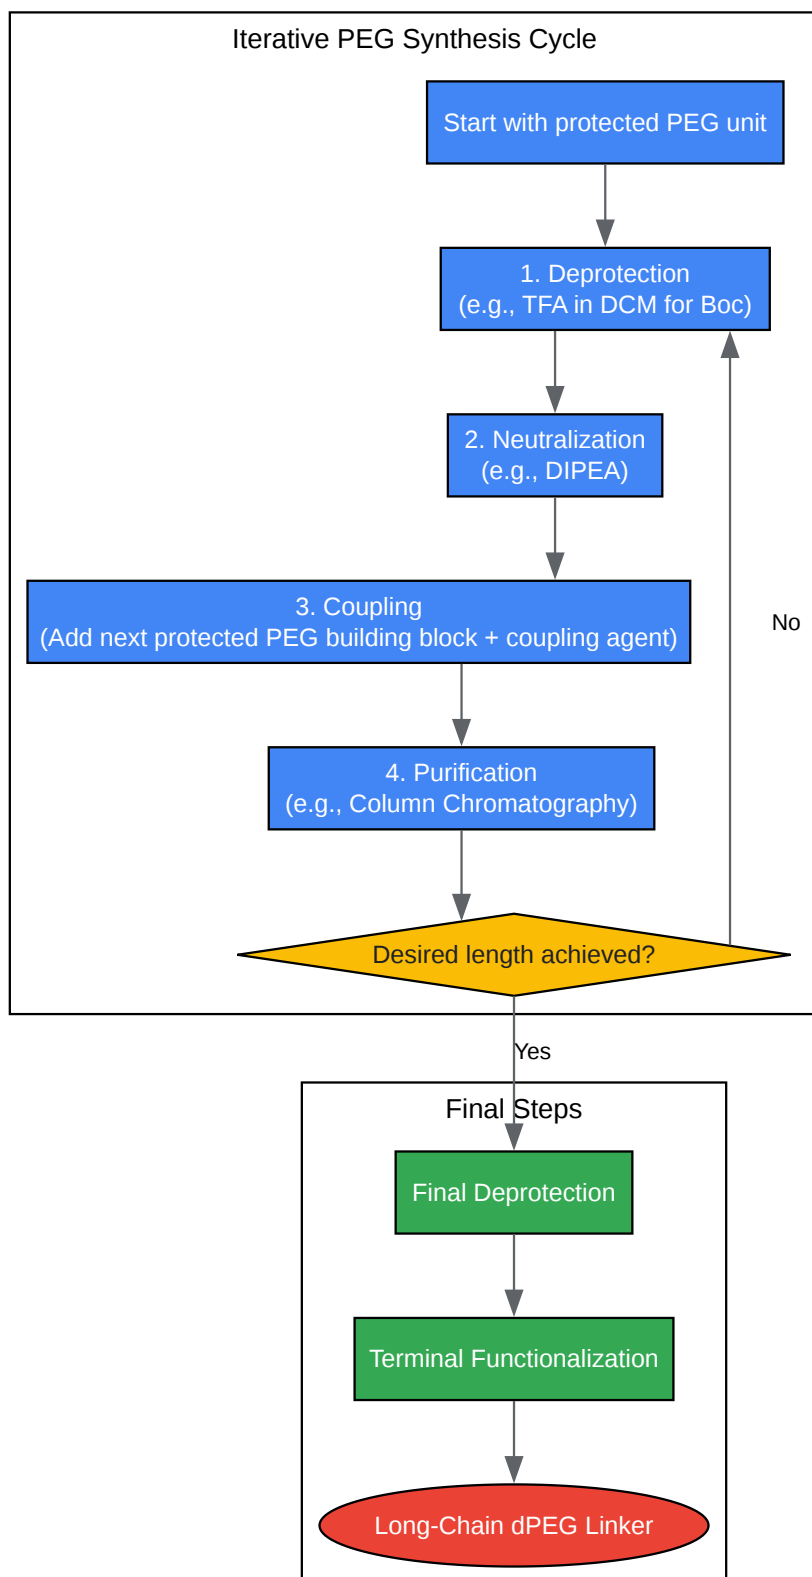 Iterative PEG Synthesis Cycle
Start with protected PEG unit
1. Deprotection
(e.g., TFA in DCM for Boc)
2. Neutralization
(e.g., DIPEA)
3. Coupling
(Add next protected PEG building block + coupling agent)
No
4. Purification
(e.g., Column Chromatography)
Desired length achieved?
Yes
Final Steps
Final Deprotection
Terminal Functionalization
Long-Chain dPEG Linker